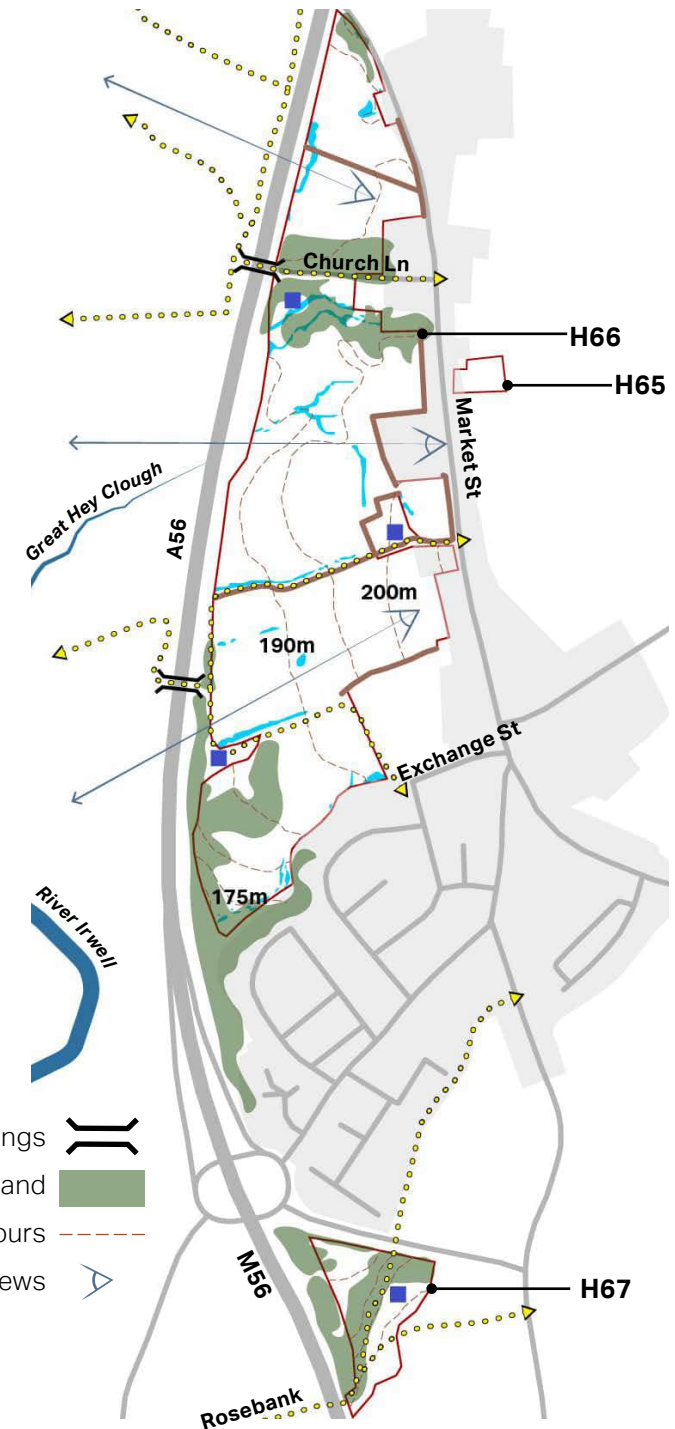 Church Ln
H66
H65
Market St
Great Hey Clough
A56
200m
190m
Exchange St
175m
River Irwell
ings
and
ours
ews
M56
H67
Rosebank